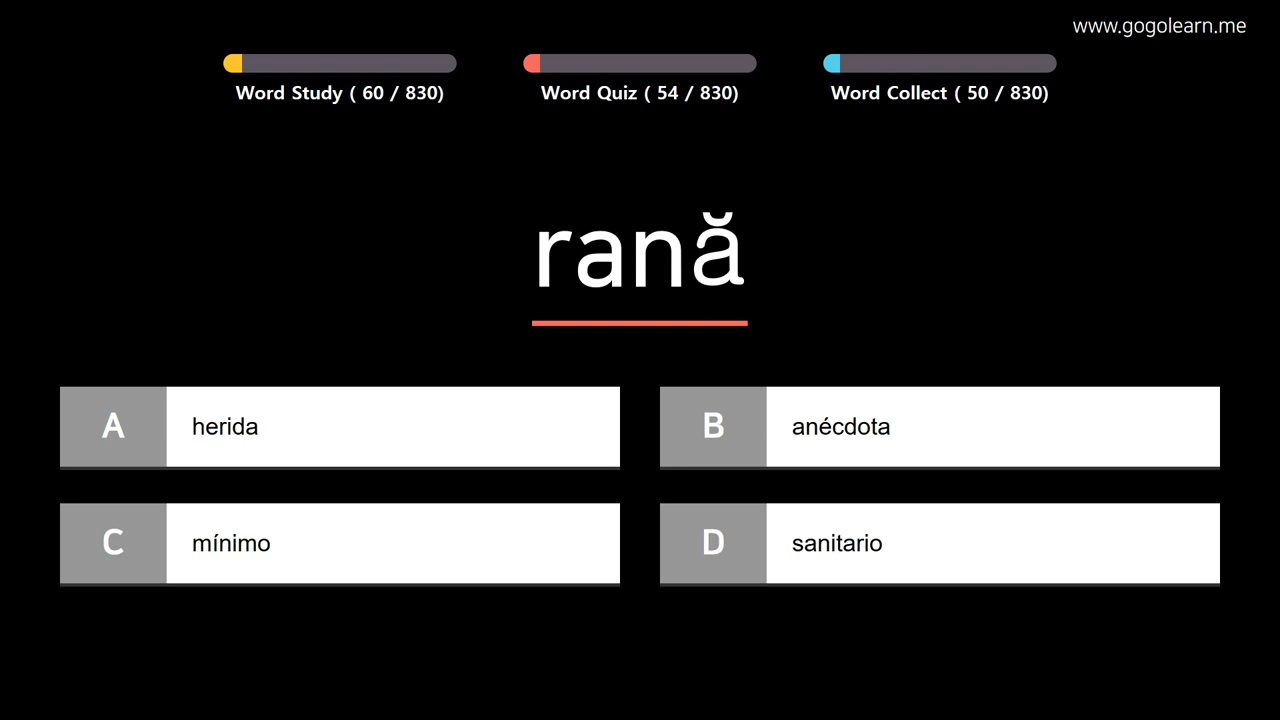 www.gogolearn.me
Word Study ( 60 / 830)
Word Quiz ( 54 / 830)
Word Collect ( 50 / 830)
rană
A herida
B anécdota
C mínimo
D sanitario